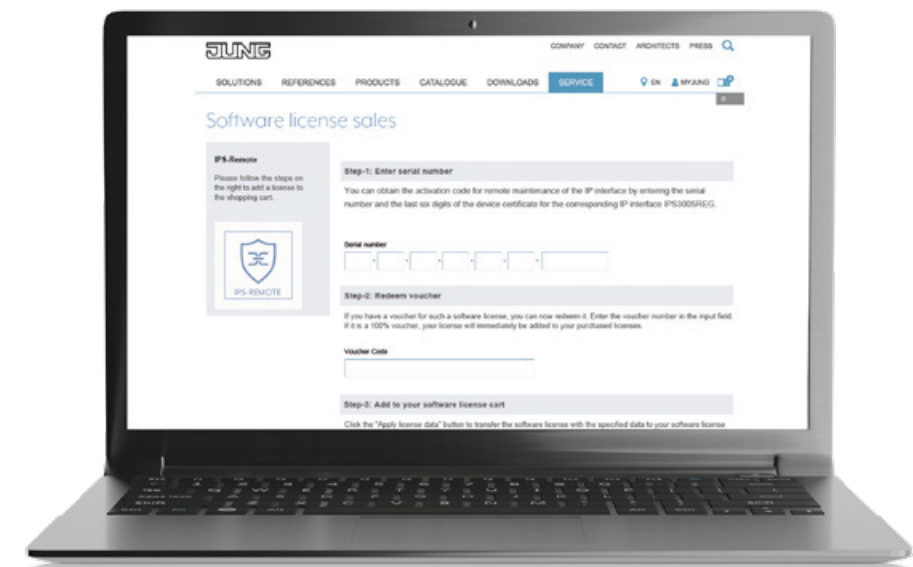 JUNG
COMPANY CONTACT ARCHITECTS PRESS
SOLUTIONS REFERENCES PRODUCTS CATALOGUE DOWNLOADS SERVICE EN MYJUNG
Software license sales
IPS-Remote
Please follow the steps on
the right to add a license to
the shopping cart.
IPS-REMOTE
Step-1: Enter serial number
You can obtain the activation code for remote maintenance of the IP interface by entering the serial
number and the last six digits of the device certificate for the corresponding IP interface IPS300SREG.
Serial number
Step-2: Redeem voucher
If you have a voucher for such a software license, you can now redeem it. Enter the voucher number in the input field.
If it is a 100% voucher, your license will immediately be added to your purchased licenses.
Voucher Code
Step-3: Add to your software license cart
Click the "Apply license data" button to transfer the software license with the specified data to your software license